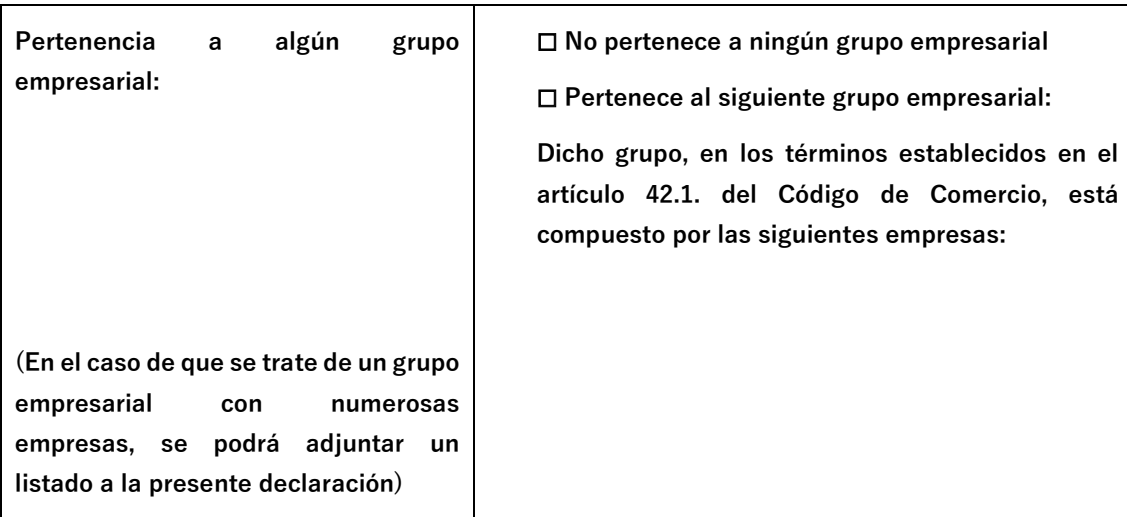 Pertenencia a algún grupo
empresarial:
(En el caso de que se trate de un grupo
empresarial con numerosas
empresas, se podrá adjuntar un
listado a la presente declaración)
☐ No pertenece a ningún grupo empresarial
☐ Pertenece al siguiente grupo empresarial:
Dicho grupo, en los términos establecidos en el
artículo 42.1. del Código de Comercio, está
compuesto por las siguientes empresas: